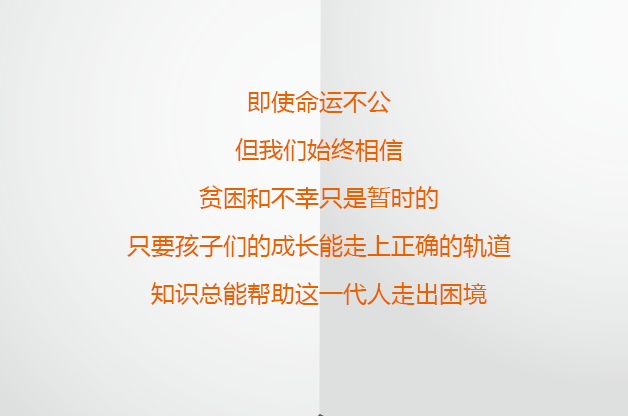 即使命运不公
但我们始终相信
贫困和不幸只是暂时的
只要孩子们的成长能走上正确的轨道
知识总能帮助这一代人走出困境